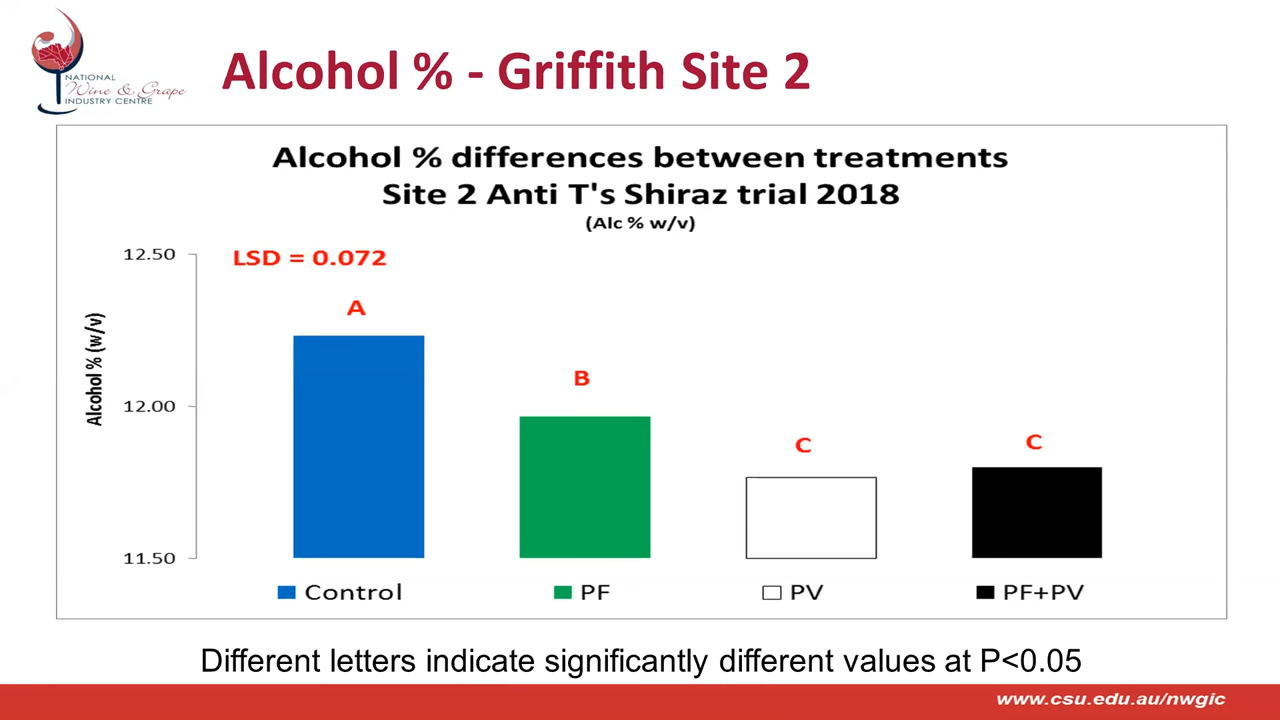 NATIONAL
Wine & Grape
INDUSTRY CENTRE
Alcohol % - Griffith Site 2
Alcohol % differences between treatments
Site 2 Anti T's Shiraz trial 2018
(Alc % w/v)
LSD = 0.072
12.50
12.00
11.50
Alcohol % (w/v)
A
B
C
C
Control
PF
PV
PF+PV
Different letters indicate significantly different values at P<0.05
www.csu.edu.au/nwgic